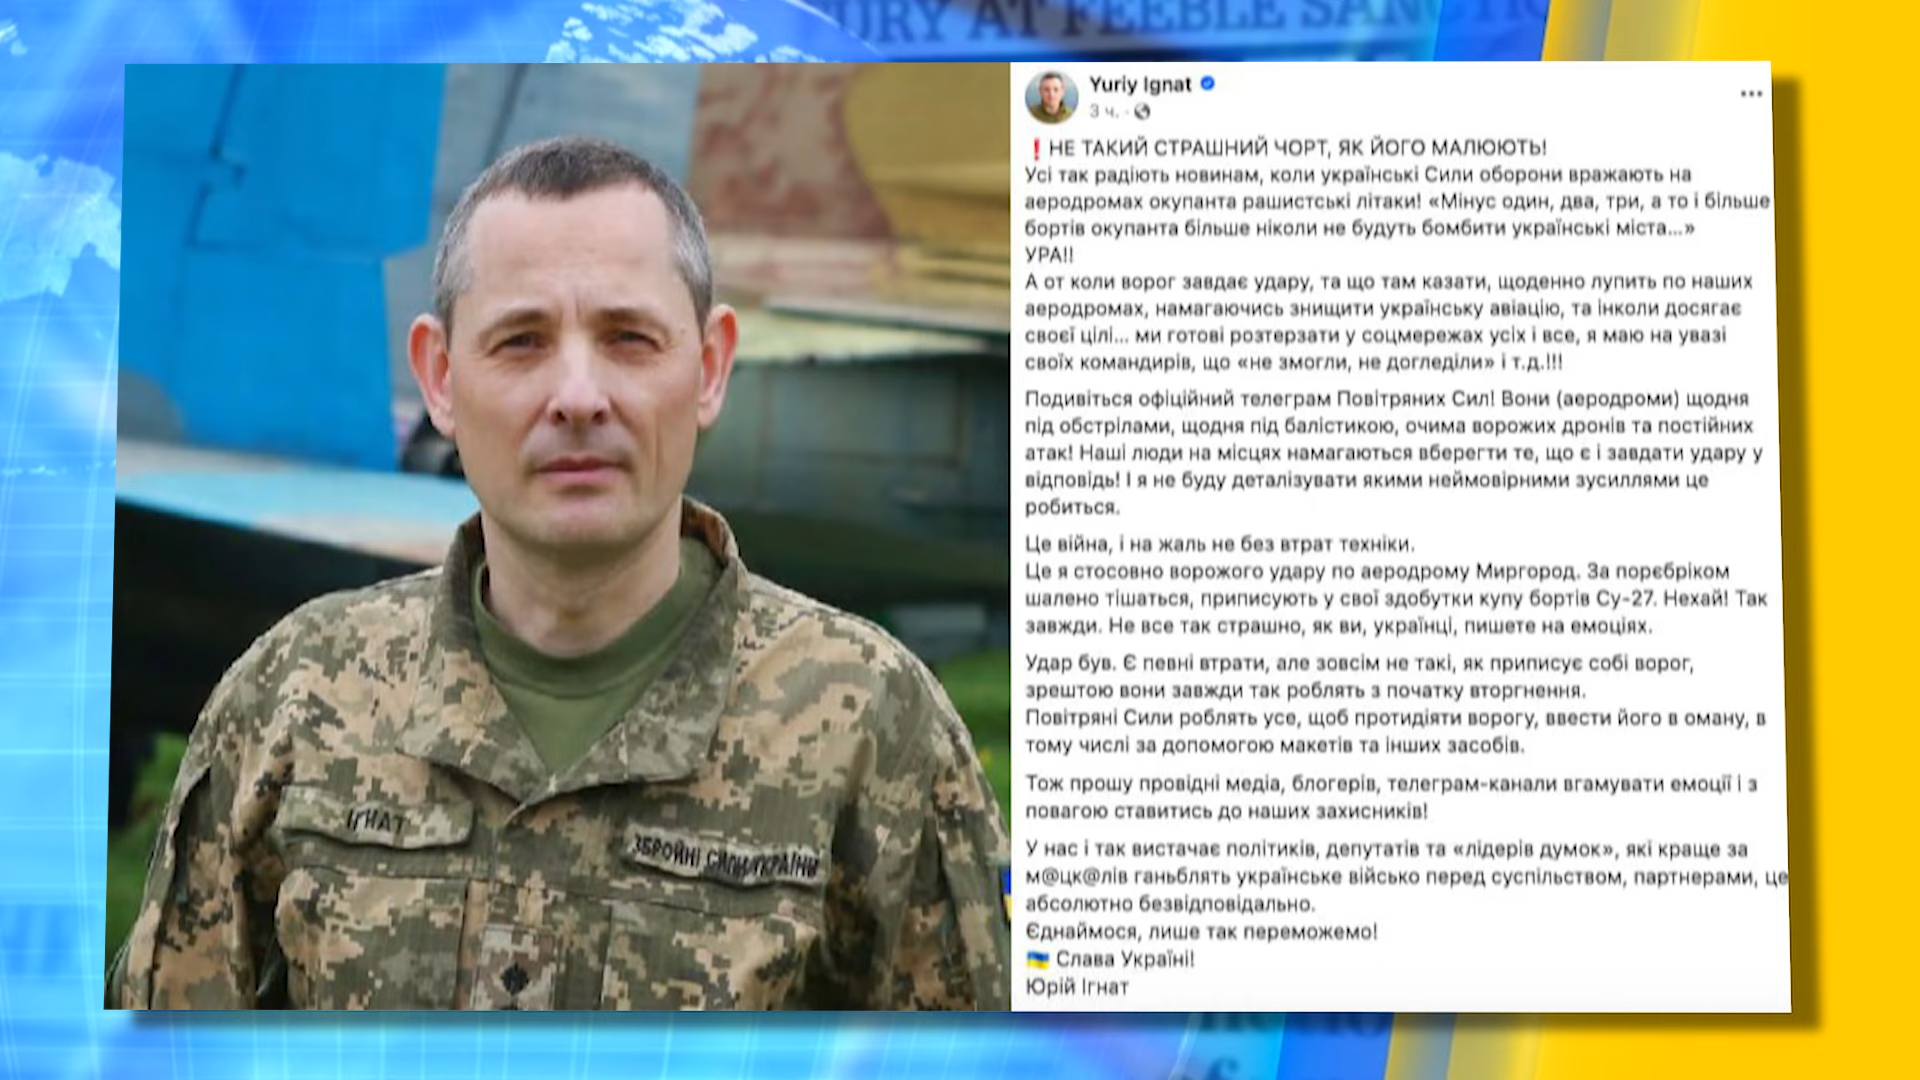 URY AT FEEBLE SANCTIO
Yuriy Ignat
3 ч. ·
❗НЕ ТАКИЙ СТРАШНИЙ ЧОРТ, ЯК ЙОГО МАЛЮЮТЬ!
Усі так радіють новинам, коли українські Сили оборони вражають на
аеродромах окупанта рашистські літаки! «Мінус один, два, три, а то і більше
бортів окупанта більше ніколи не будуть бомбити українські міста...»
УРА!!
А от коли ворог завдає удару, та що там казати, щоденно лупить по наших
аеродромах, намагаючись знищити українську авіацію, та інколи досягає
своєї цілі... ми готові розтерзати у соцмережах усіх і все, я маю на увазі
своїх командирів, що «не змогли, не догледіли» і т.д.!!!
Подивіться офіційний телеграм Повітряних Сил! Вони (аеродроми) щодня
під обстрілами, щодня під балістикою, очима ворожих дронів та постійних
атак! Наші люди на місцях намагаються вберегти те, що є і завдати удару у
відповідь! І я не буду деталізувати якими неймовірними зусиллями це
робиться.
Це війна, і на жаль не без втрат техніки.
Це я стосовно ворожого удару по аеродрому Миргород. За порєбріком
шалено тішаться, приписують у свої здобутки купу бортів Су-27. Нехай! Так
завжди. Не все так страшно, як ви, українці, пишете на емоціях.
Удар був. Є певні втрати, але зовсім не такі, як приписує собі ворог,
зрештою вони завжди так роблять з початку вторгнення.
Повітряні Сили роблять усе, щоб протидіяти ворогу, ввести його в оману, в
тому числі за допомогою макетів та інших засобів.
Тож прошу провідні медіа, блогерів, телеграм-канали вгамувати емоції і з
повагою ставитись до наших захисників!
У нас і так вистачає політиків, депутатів та «лідерів думок», які краще за
м@цк@лів ганьблять українське військо перед суспільством, партнерами, це
абсолютно безвідповідально.
Єднаймося, лише так переможемо!
🇺🇦 Слава Україні!
Юрій Ігнат
ІГНАТ
ЗБРОЙНІ СИЛИ УКРАЇНИ